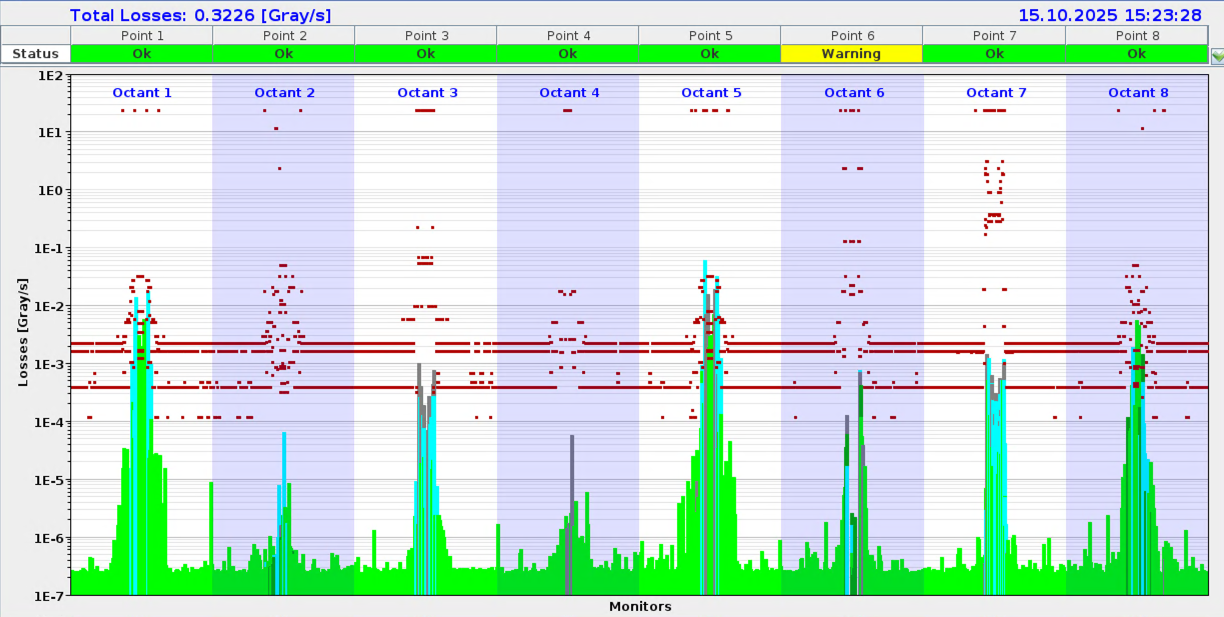 Total Losses: 0.3226 [Gray/s] 15.10.2025 15:23:28
Point 1 Point 2 Point 3 Point 4 Point 5 Point 6 Point 7 Point 8
Status Ok Ok Ok Ok Ok Warning Ok Ok
1E2
Octant 1 Octant 2 Octant 3 Octant 4 Octant 5 Octant 6 Octant 7 Octant 8
1E1
1E0
1E-1
1E-2
1E-3
1E-4
1E-5
1E-6
1E-7
Losses [Gray/s]
Monitors